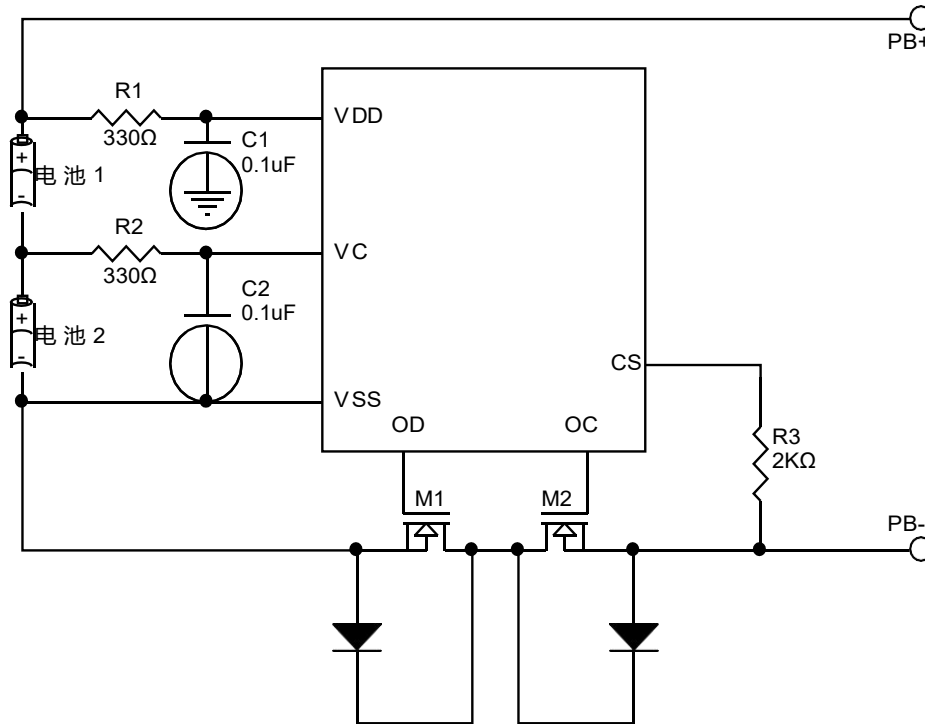 PB+
R1
330Ω
VDD
C1
0.1uF
+
-
电池 1
R2
330Ω
VC
C2
0.1uF
+
-
电池 2
CS
VSS
OD
OC
R3
2KΩ
M1
M2
PB-